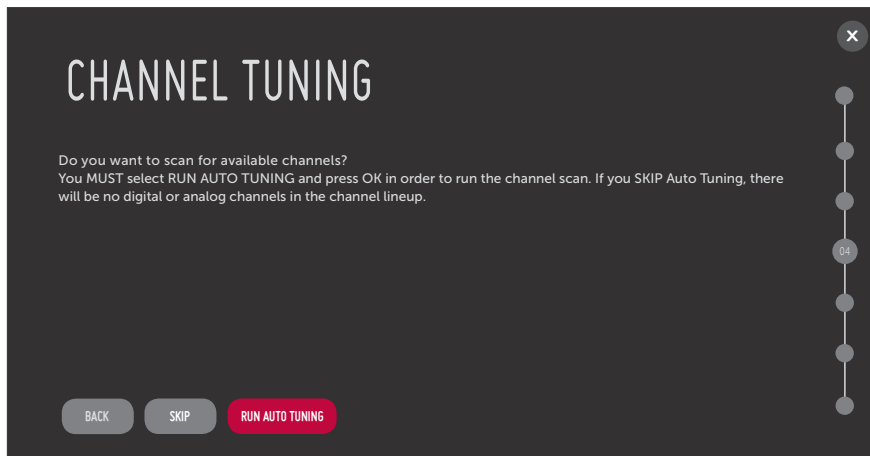 X
CHANNEL TUNING
Do you want to scan for available channels?
You MUST select RUN AUTO TUNING and press OK in order to run the channel scan. If you SKIP Auto Tuning, there
will be no digital or analog channels in the channel lineup.
04
BACK SKIP RUN AUTO TUNING